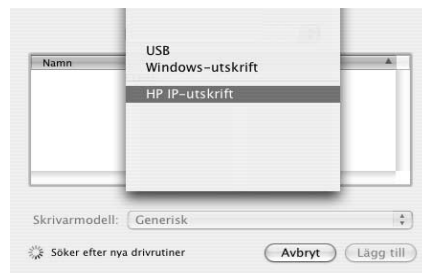 USB
Windows-utskrift
Namn
HP IP-utskrift
Skrivarmodell: Generisk
Söker efter nya drivrutiner Avbryt Lägg till